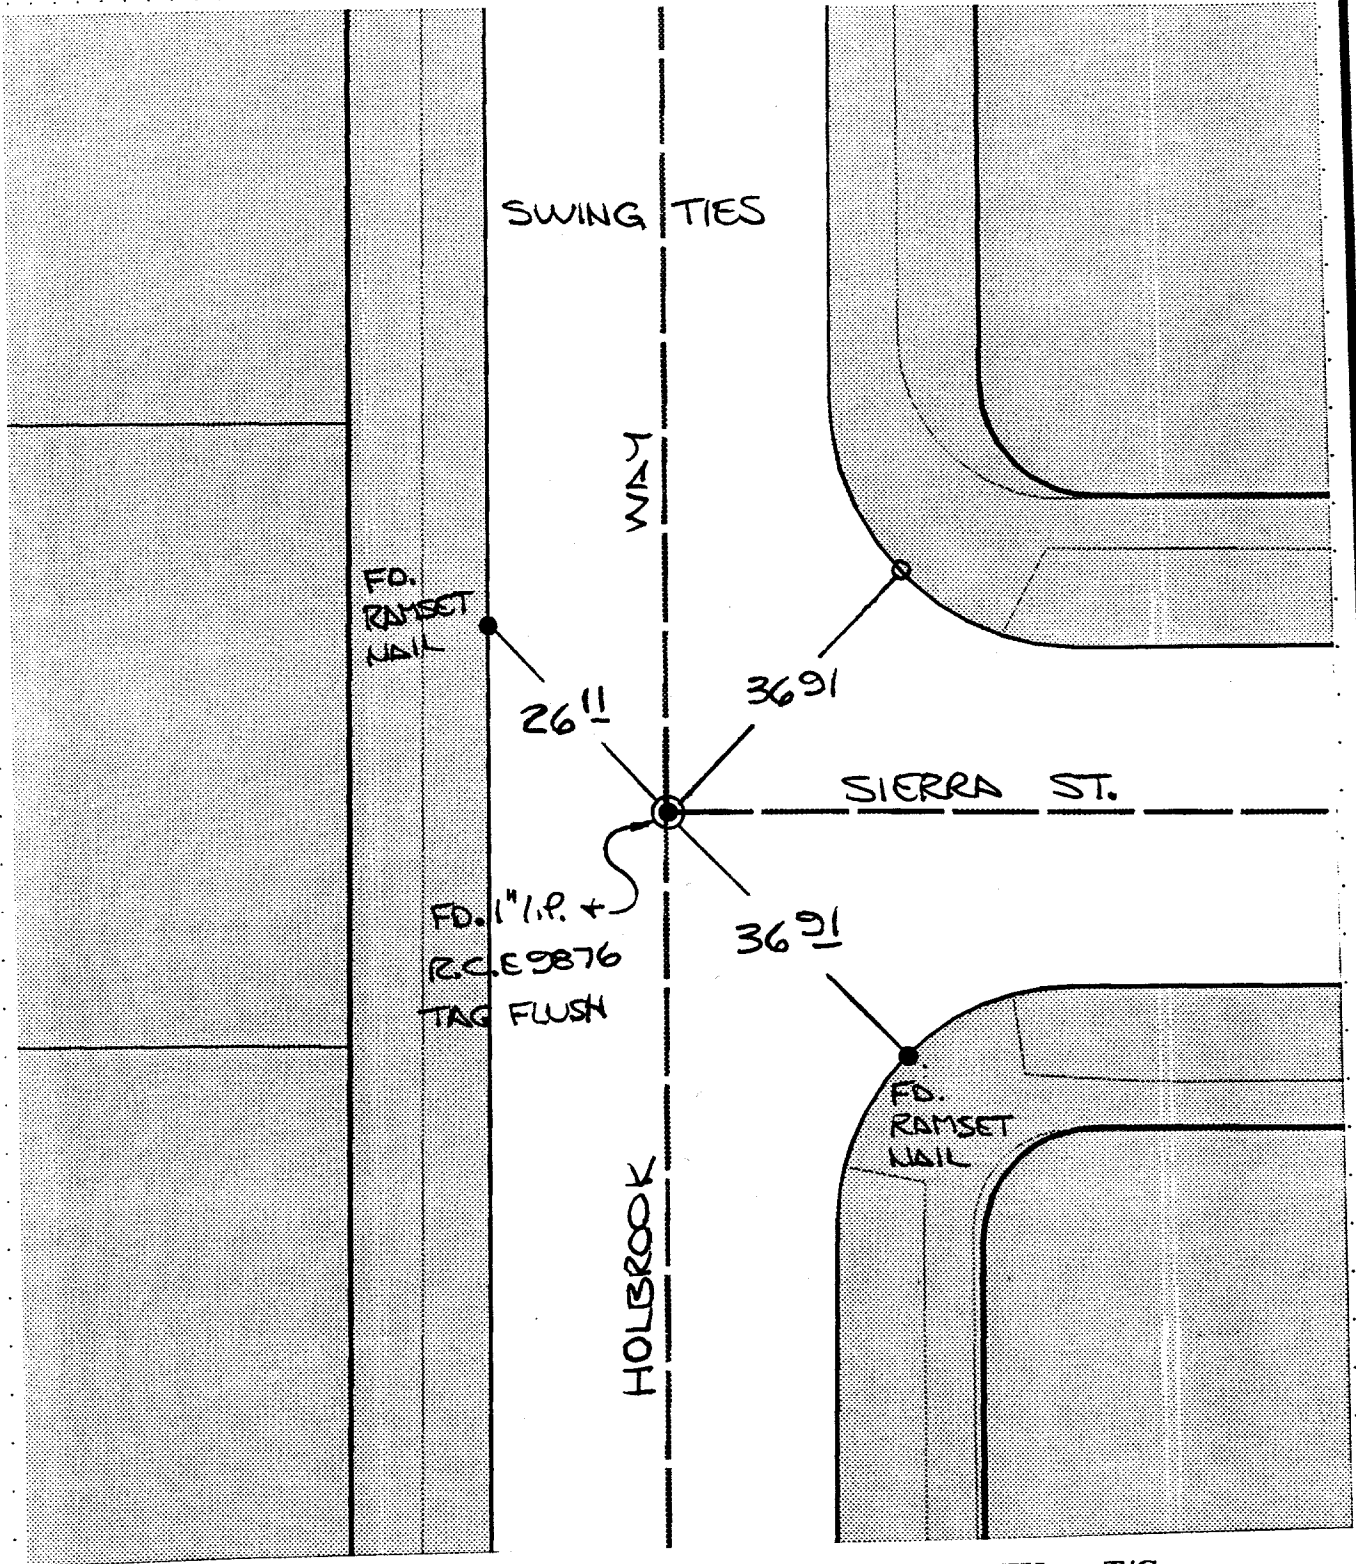 SWING TIES
WAY
FD.
RAMSET
NAIL
26 11
36 91
SIERRA ST.
FD. 1" I.P. +
R.C.E 9876
TAG FLUSH
36 91
FD.
RAMSET
NAIL
HOLBROOK